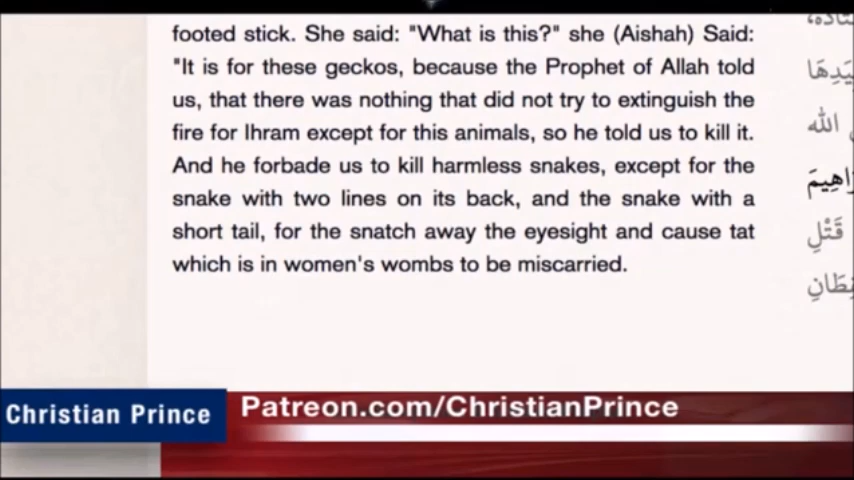 footed stick. She said: "What is this?" she (Aishah) Said:
"It is for these geckos, because the Prophet of Allah told
us, that there was nothing that did not try to extinguish the
fire for Ihram except for this animals, so he told us to kill it.
And he forbade us to kill harmless snakes, except for the
snake with two lines on its back, and the snake with a
short tail, for the snatch away the eyesight and cause tat
which is in women's wombs to be miscarried.
الله
قَتْلِ
Christian Prince
Patreon.com/ChristianPrince